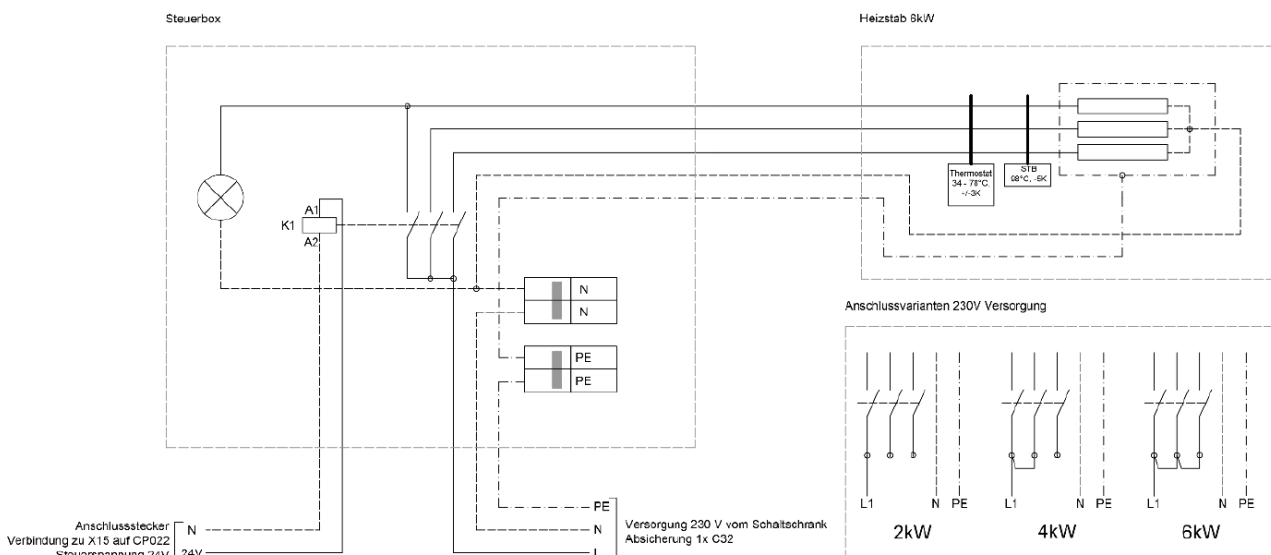 Steuerbox
Heizstab 6kW
Thermostat
34 - 78°C,
+/-3K
STB
98°C, -5K
A1
K1
A2
N
N
PE
PE
Anschlussvarianten 230V Versorgung
L1 N PE
L1 N PE
L1 N PE
2kW 4kW 6kW
Anschlussstecker
Verbindung zu X15 auf CP022
Steuerspannung 24V
N
24V
PE
N
L
Versorgung 230 V vom Schaltschrank
Absicherung 1x C32